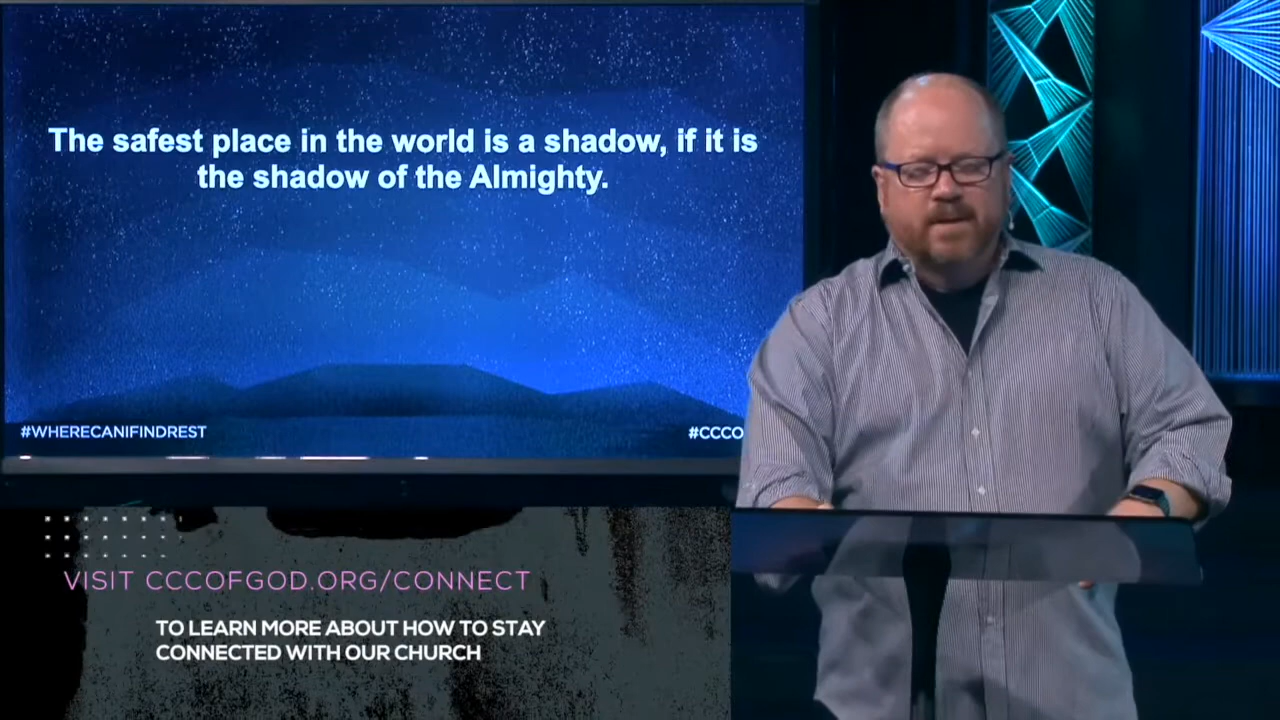 The safest place in the world is a shadow, if it is
the shadow of the Almighty.
#WHERECANIFINDREST
#CCCO
VISIT CCCOFGOD.ORG/CONNECT
TO LEARN MORE ABOUT HOW TO STAY
CONNECTED WITH OUR CHURCH